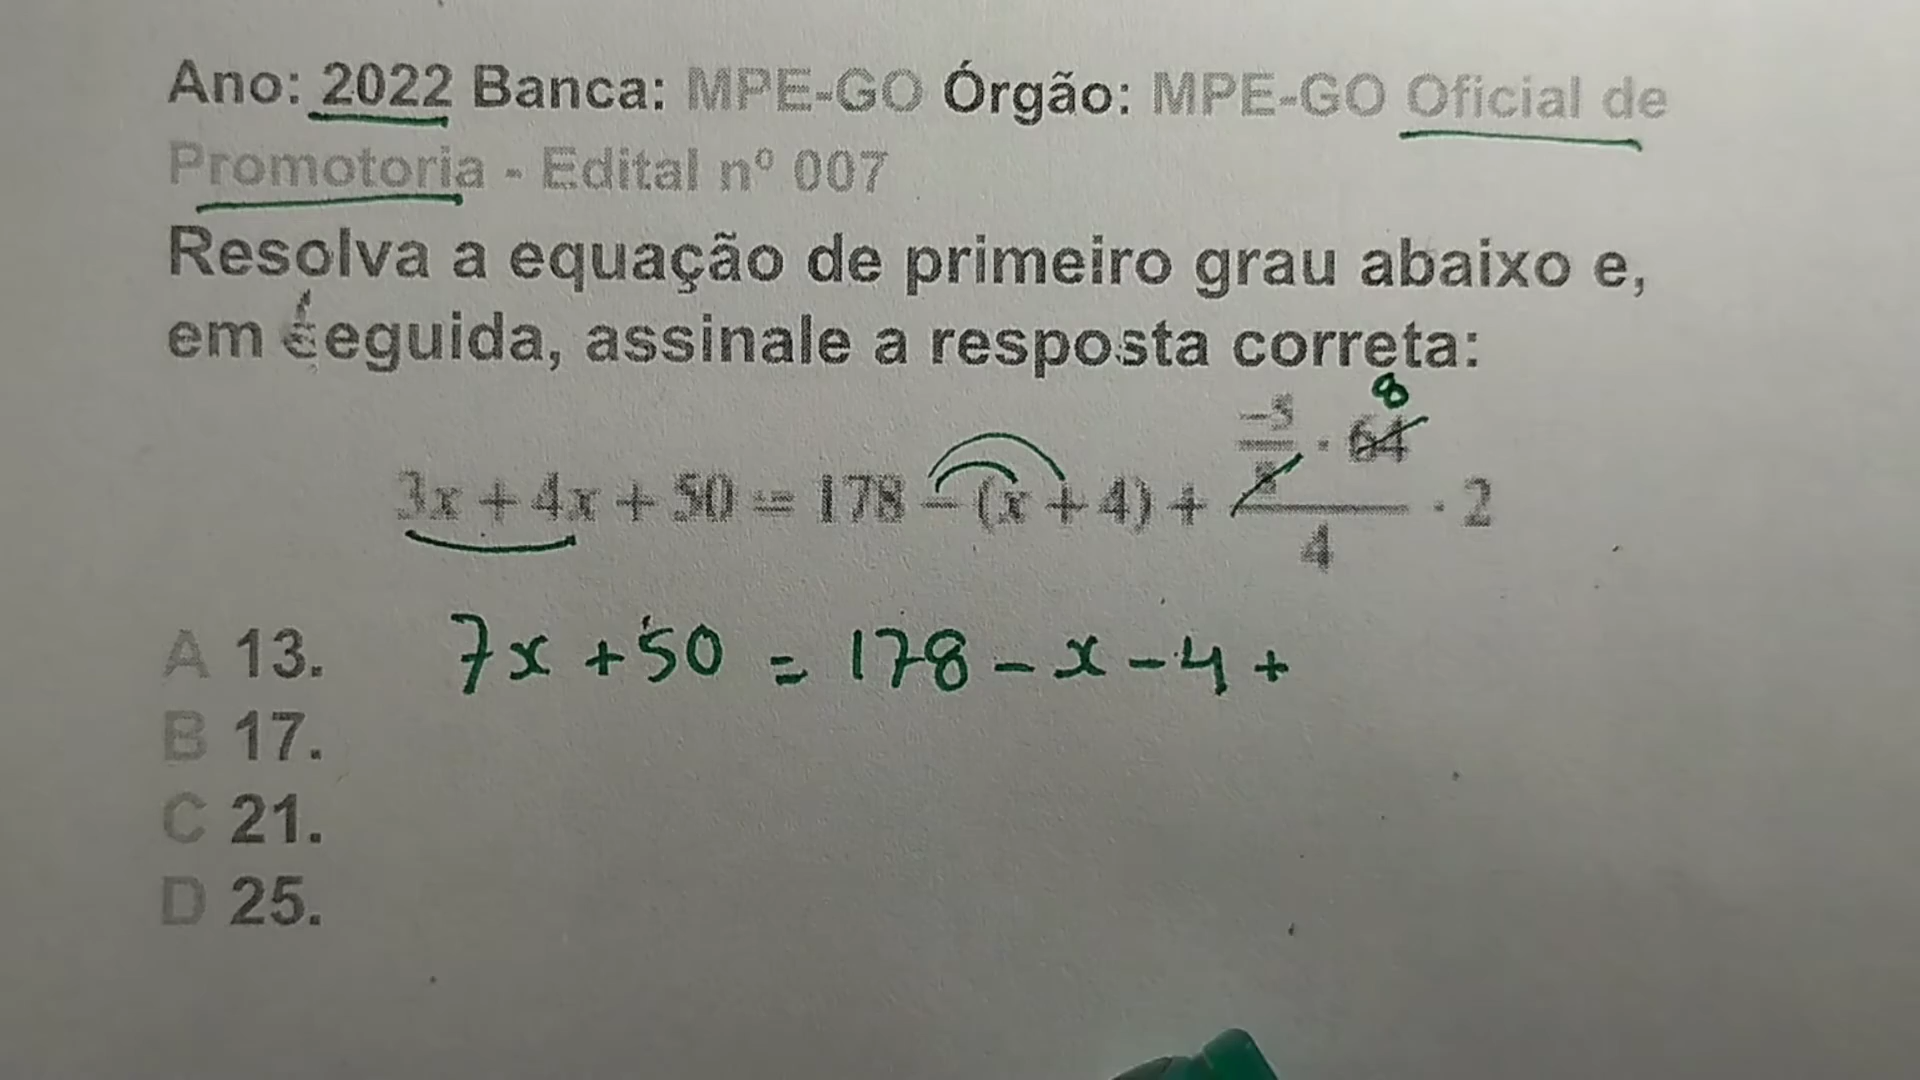 Ano: 2022 Banca: MPE-GO Órgão: MPE-GO Oficial de
Promotoria - Edital nº 007
Resolva a equação de primeiro grau abaixo e,
em seguida, assinale a resposta correta:
8
-5 · 64
3x + 4x + 50 = 178 - (x + 4) + 8 · 2
4
7x + 50 = 178 - x - 4 +
A 13.
B 17.
C 21.
D 25.